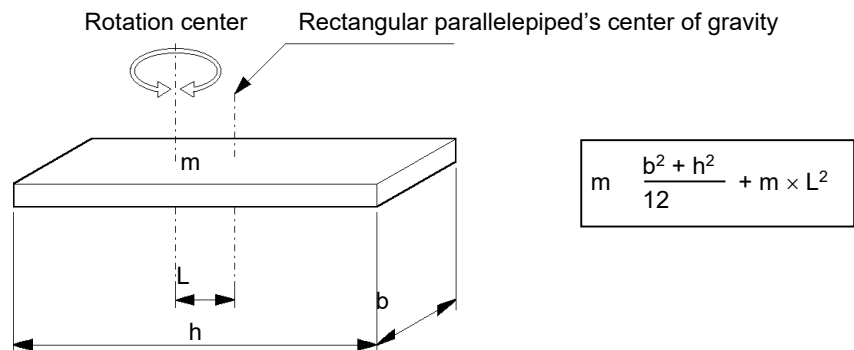 Rotation center
Rectangular parallelepiped’s center of gravity
m
L
b
h
m b² + h² / 12 + m × L²